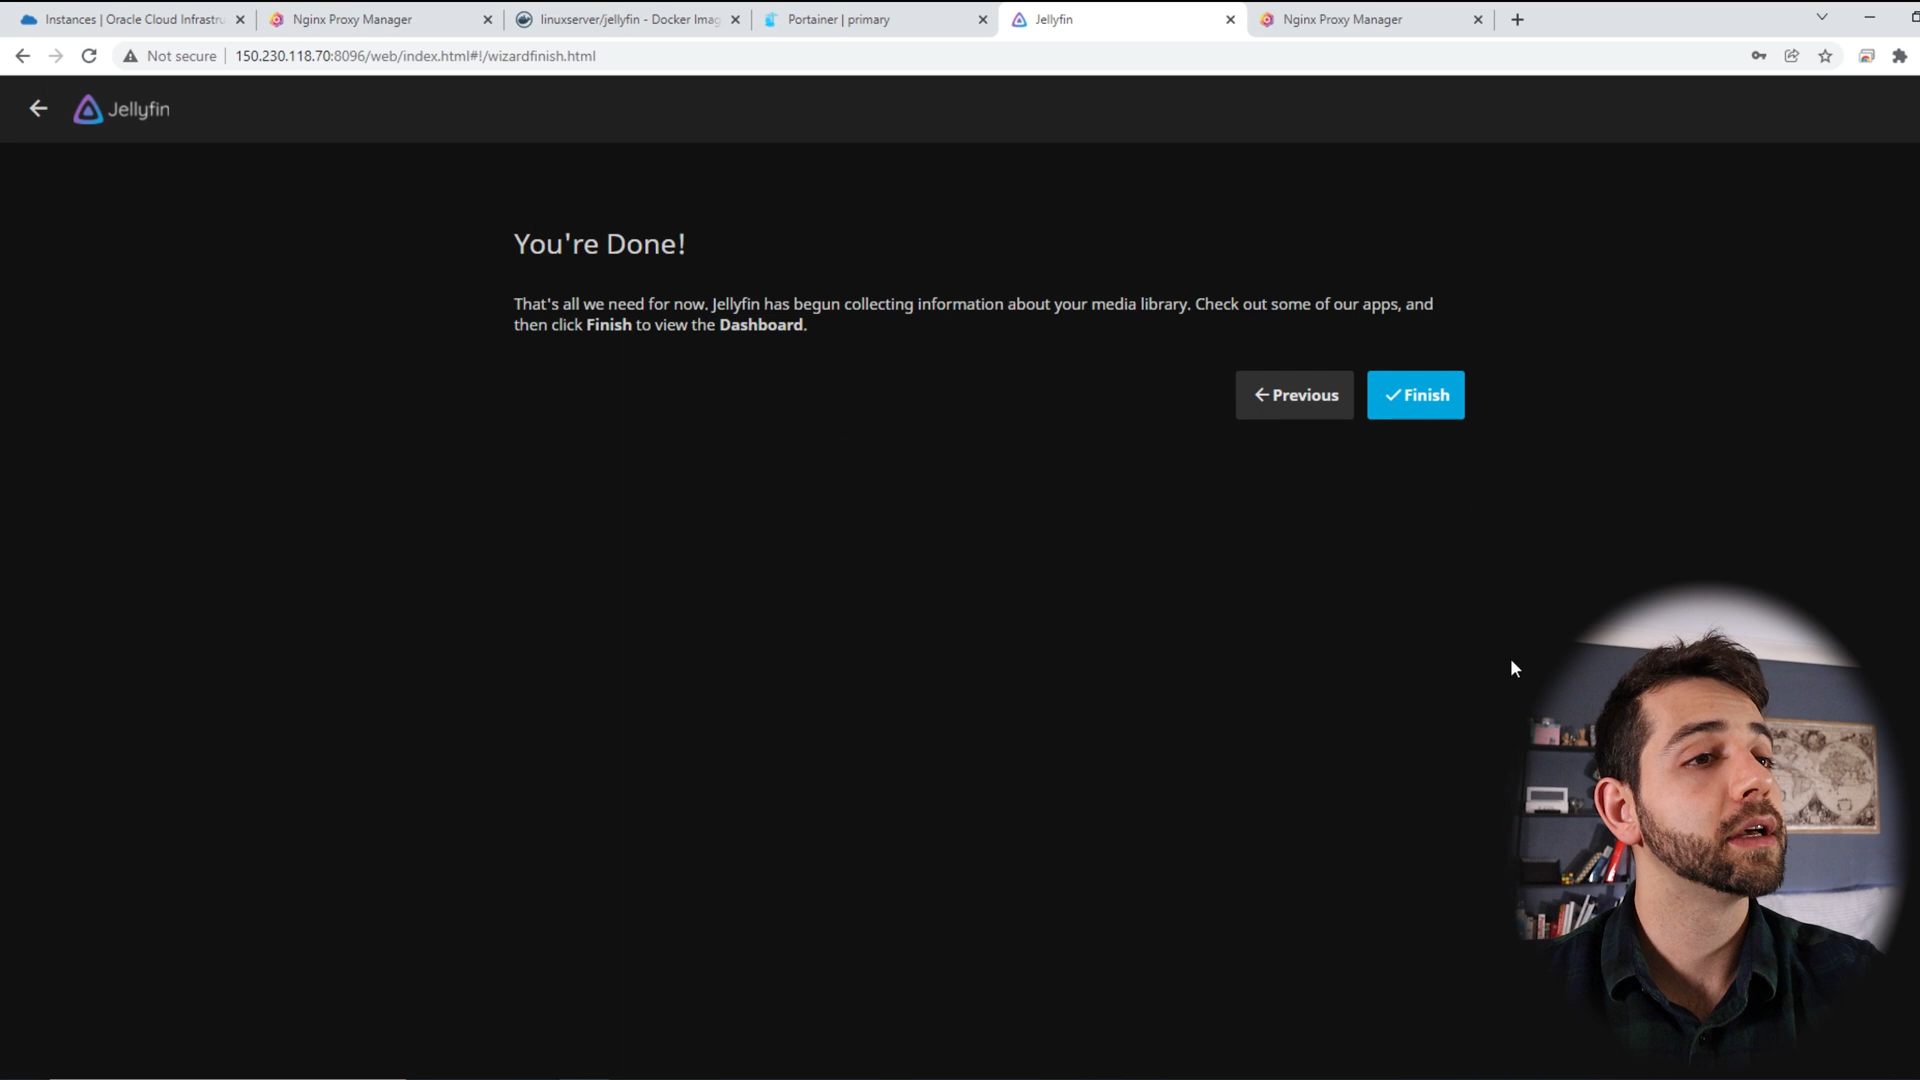 Instances | Oracle Cloud Infrastru
Nginx Proxy Manager
linuxserver/jellyfin - Docker Imag
Portainer | primary
Jellyfin
Nginx Proxy Manager
Not secure
150.230.118.70:8096/web/index.html#!/wizardfinish.html
Jellyfin
You're Done!
That's all we need for now. Jellyfin has begun collecting information about your media library. Check out some of our apps, and
then click Finish to view the Dashboard.
Previous
Finish